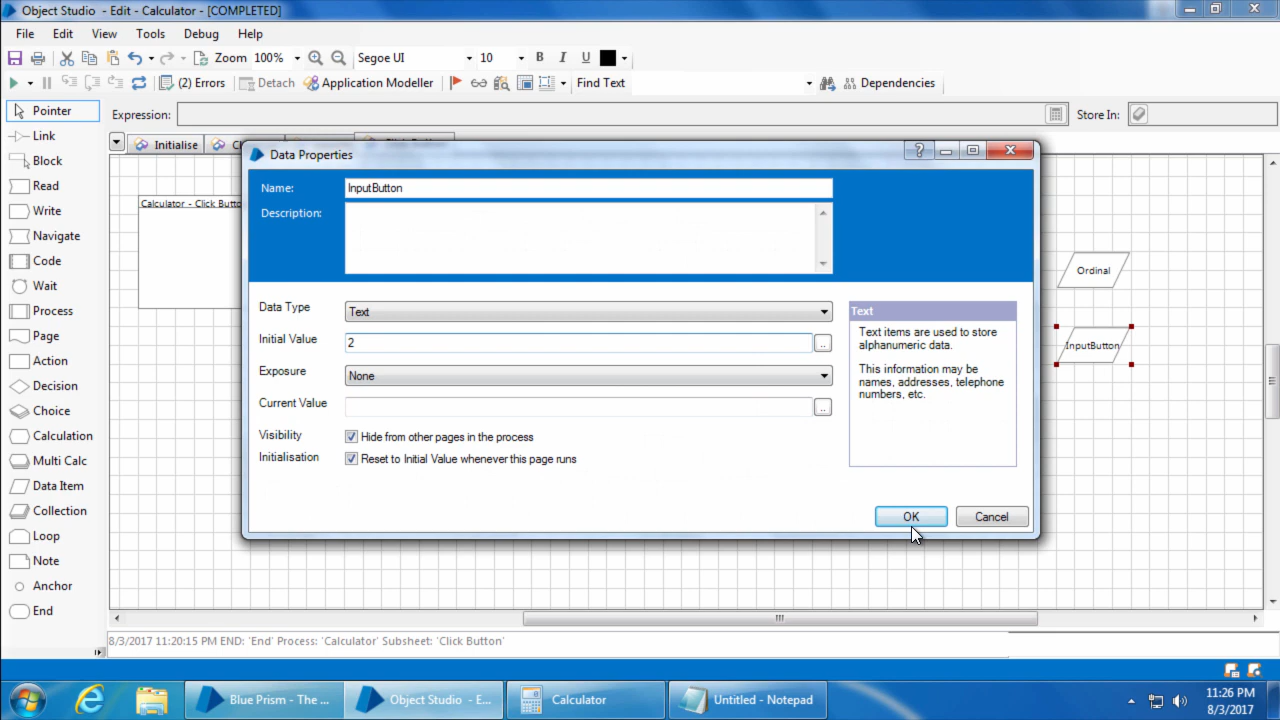 Object Studio - Edit - Calculator - [COMPLETED]
File Edit View Tools Debug Help
Zoom 100% Segoe UI 10 B I U
(2) Errors Detach Application Modeller Find Text Dependencies
Pointer
Expression: Store In:
Link
Initialise
Block
Data Properties
Read
Name: InputButton
Calculator - Click Butto
Write
Description:
Navigate
Code
Ordinal
Wait
Process
Data Type Text
Text
Page
Initial Value 2
Text items are used to store
alphanumeric data.
InputButton
Action
Exposure None
This information may be
names, addresses, telephone
numbers, etc.
Decision
Choice
Current Value
Calculation
Visibility Hide from other pages in the process
Multi Calc
Initialisation Reset to Initial Value whenever this page runs
Data Item
Collection
OK Cancel
Loop
Note
Anchor
End
8/3/2017 11:20:15 PM END: 'End' Process: 'Calculator' Subsheet: 'Click Button'
Blue Prism - The ... Object Studio - E... Calculator Untitled - Notepad
11:26 PM
8/3/2017